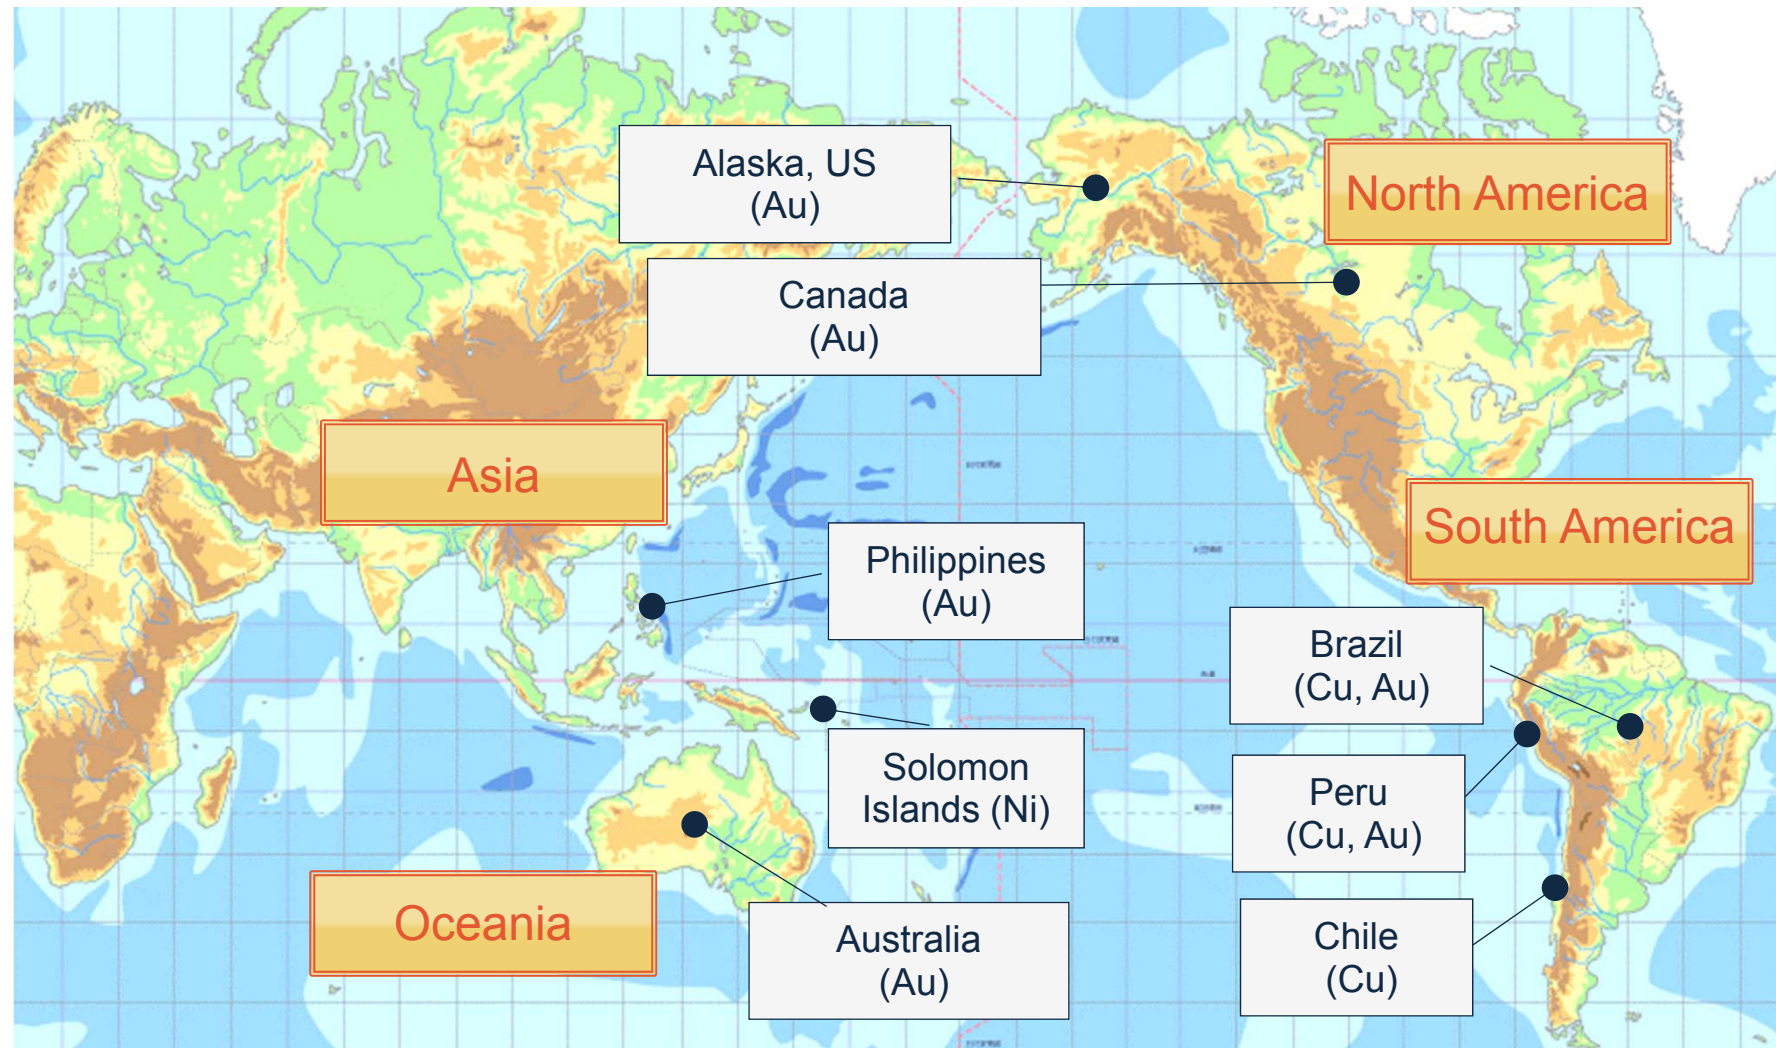 Alaska, US
(Au)
North America
Canada
(Au)
Asia
South America
Philippines
(Au)
Brazil
(Cu, Au)
Solomon
Islands (Ni)
Peru
(Cu, Au)
Oceania
Australia
(Au)
Chile
(Cu)